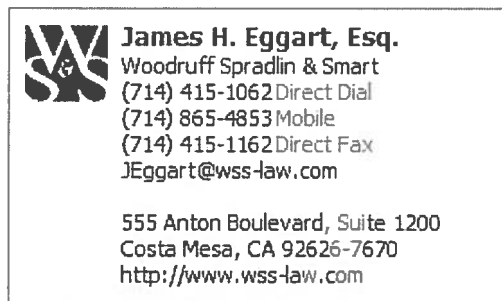 W
S&S
James H. Eggart, Esq.
Woodruff Spradlin & Smart
(714) 415-1062 Direct Dial
(714) 865-4853 Mobile
(714) 415-1162 Direct Fax
JEggart@wss-law.com
555 Anton Boulevard, Suite 1200
Costa Mesa, CA 92626-7670
http://www.wss-law.com